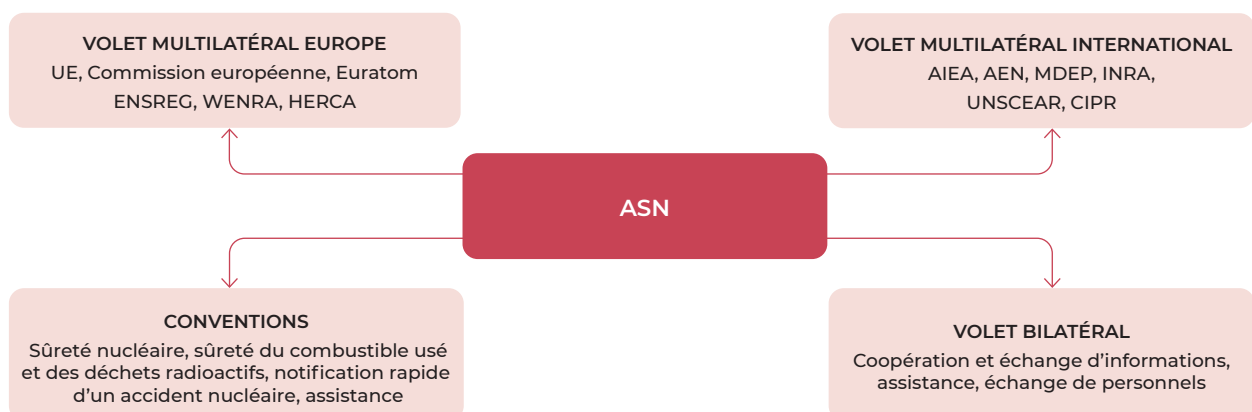 VOLET MULTILATÉRAL EUROPE
UE, Commission européenne, Euratom
ENSREG, WENRA, HERCA
VOLET MULTILATÉRAL INTERNATIONAL
AIEA, AEN, MDEP, INRA,
UNSCEAR, CIPR
ASN
CONVENTIONS
Sûreté nucléaire, sûreté du combustible usé
et des déchets radioactifs, notification rapide
d’un accident nucléaire, assistance
VOLET BILATÉRAL
Coopération et échange d’informations,
assistance, échange de personnels